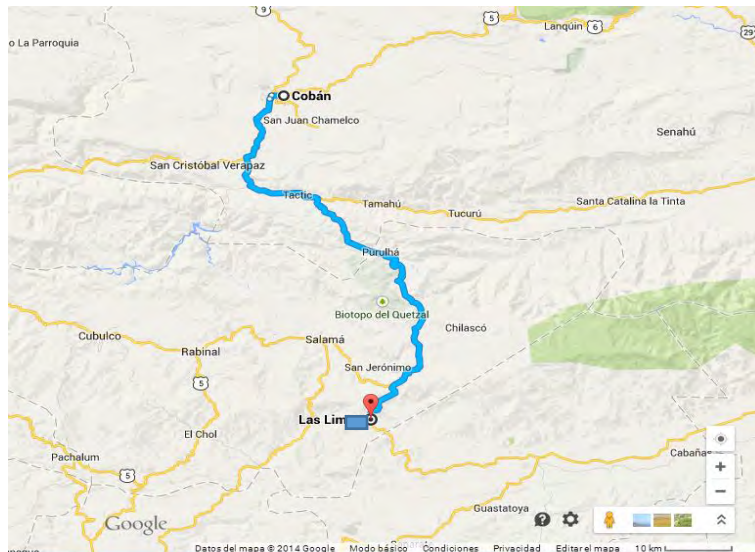 9
5
Lanquín
6
29
o La Parroquia
Cobán
San Juan Chamelco
Senahú
San Cristóbal Verapaz
Tactic
Tamahú
Santa Catalina la Tinta
Tucurú
Purulhá
Biotopo del Quetzal
Chilascó
Cubulco
Salamá
Rabinal
San Jerónimo
5
Las Lim
El Chol
Pachalum
5
Cabañas
Guastatoya
Google
10 km
Datos del mapa © 2014 Google Modo básico Condiciones Privacidad Editar el mapa